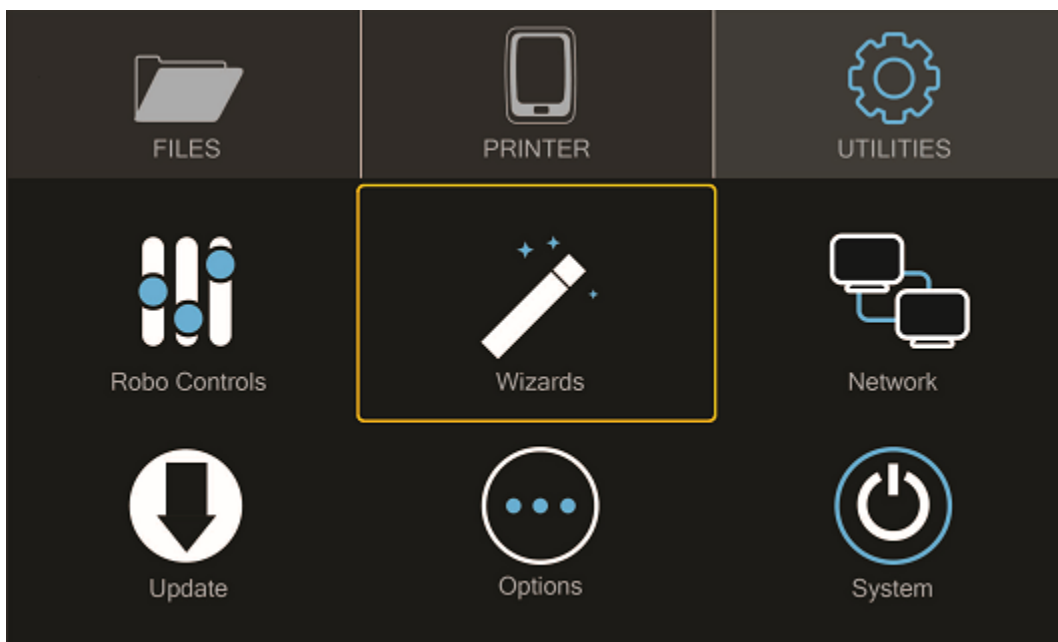 FILES
PRINTER
UTILITIES
Robo Controls
Wizards
Network
Update
Options
System